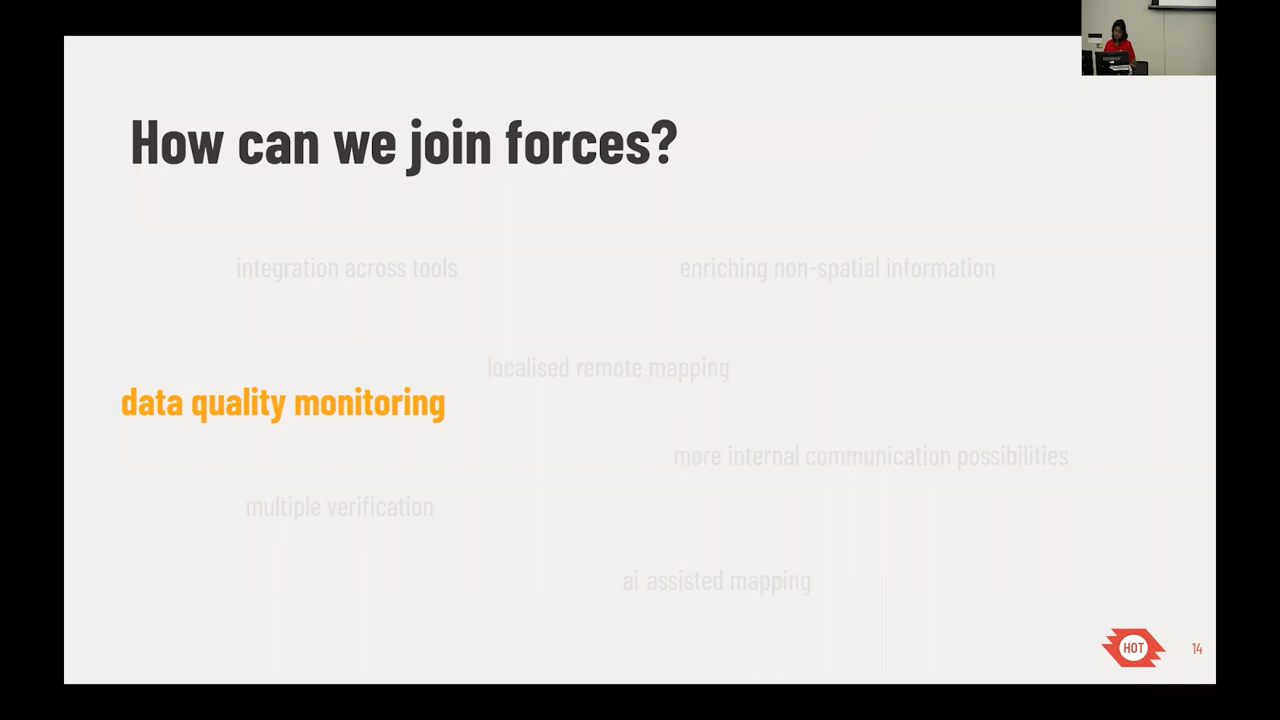 How can we join forces?
integration across tools
enriching non-spatial information
localised remote mapping
data quality monitoring
more internal communication possibilities
multiple verification
ai assisted mapping
HOT
14